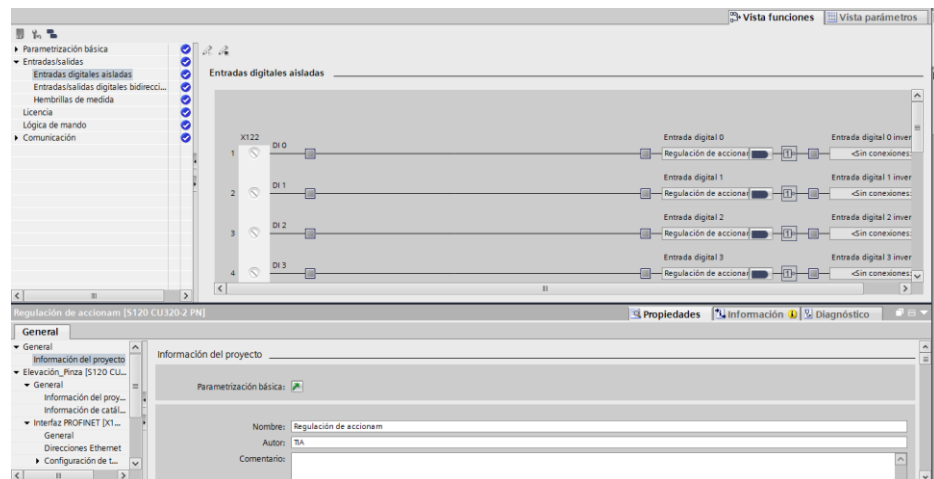 Vista funciones Vista parámetros
Parametrización básica
Entradas/salidas
Entradas digitales aisladas
Entradas/salidas digitales bidirecci...
Hembrillas de medida
Licencia
Lógica de mando
Comunicación
Entradas digitales aisladas
X122
Entrada digital 0 Entrada digital 0 inver
1 DI 0 Regulación de accionar 1 <Sin conexiones:
Entrada digital 1 Entrada digital 1 inver
2 DI 1 Regulación de accionar 1 <Sin conexiones:
Entrada digital 2 Entrada digital 2 inver
3 DI 2 Regulación de accionar 1 <Sin conexiones:
Entrada digital 3 Entrada digital 3 inver
4 DI 3 Regulación de accionar 1 <Sin conexiones:
Regulación de accionam [S120 CU320-2 PN] Propiedades Información Diagnóstico
General
General
Información del proyecto
Elevación_Pinza [S120 CU...
General
Información del proy...
Información de catál...
Interfaz PROFINET [X1...
General
Direcciones Ethernet
Configuración de t...
Información del proyecto
Parametrización básica:
Nombre: Regulación de accionam
Autor: TIA
Comentario: